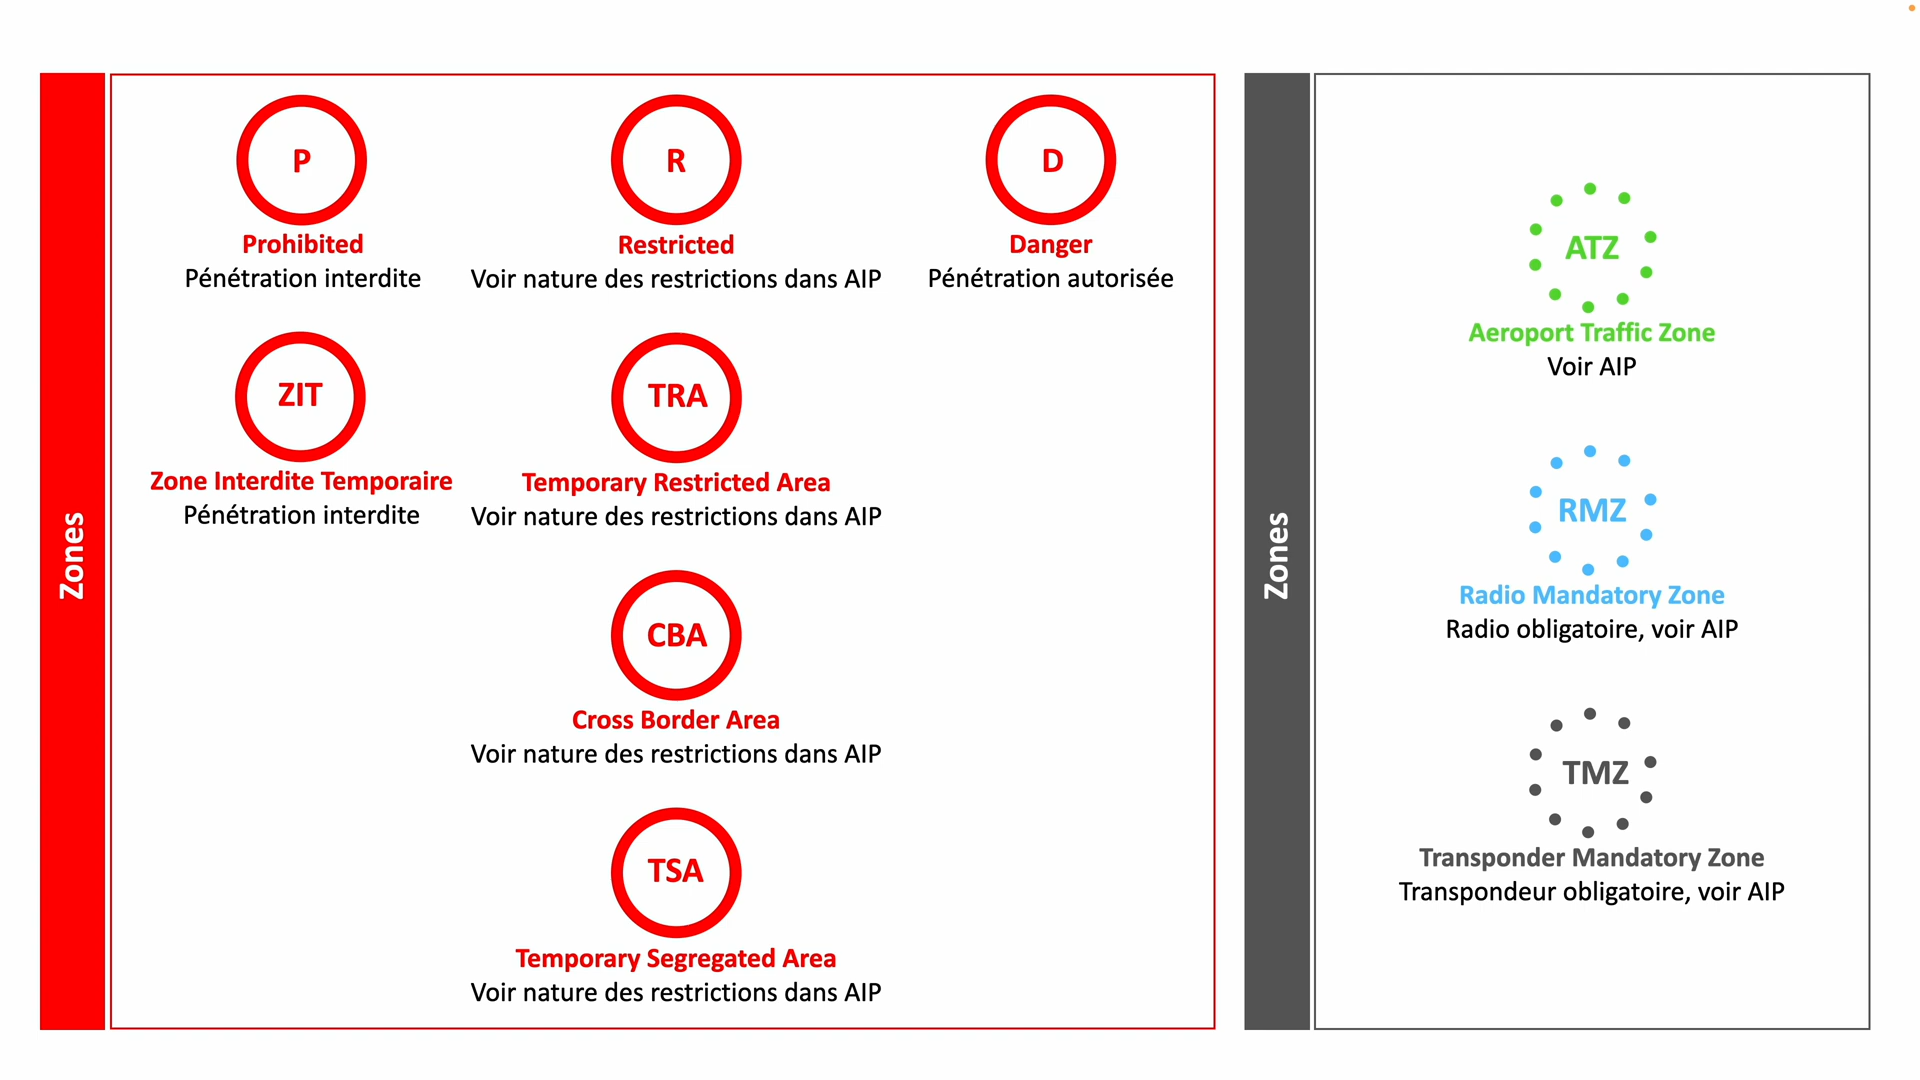 Zones
P
Prohibited
Pénétration interdite
R
Restricted
Voir nature des restrictions dans AIP
D
Danger
Pénétration autorisée
ZIT
Zone Interdite Temporaire
Pénétration interdite
TRA
Temporary Restricted Area
Voir nature des restrictions dans AIP
CBA
Cross Border Area
Voir nature des restrictions dans AIP
TSA
Temporary Segregated Area
Voir nature des restrictions dans AIP
Zones
ATZ
Aeroport Traffic Zone
Voir AIP
RMZ
Radio Mandatory Zone
Radio obligatoire, voir AIP
TMZ
Transponder Mandatory Zone
Transpondeur obligatoire, voir AIP